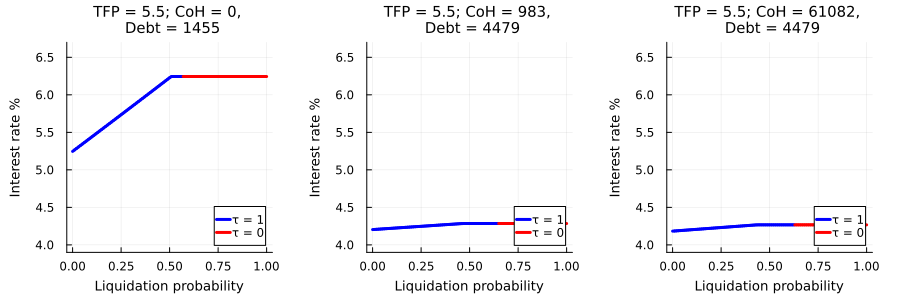 TFP = 5.5; CoH = 0,
Debt = 1455
Interest rate %
6.5
6.0
5.5
5.0
4.5
4.0
τ = 1
τ = 0
0.00 0.25 0.50 0.75 1.00
Liquidation probability
TFP = 5.5; CoH = 983,
Debt = 4479
Interest rate %
6.5
6.0
5.5
5.0
4.5
4.0
τ = 1
τ = 0
0.00 0.25 0.50 0.75 1.00
Liquidation probability
TFP = 5.5; CoH = 61082,
Debt = 4479
Interest rate %
6.5
6.0
5.5
5.0
4.5
4.0
τ = 1
τ = 0
0.00 0.25 0.50 0.75 1.00
Liquidation probability